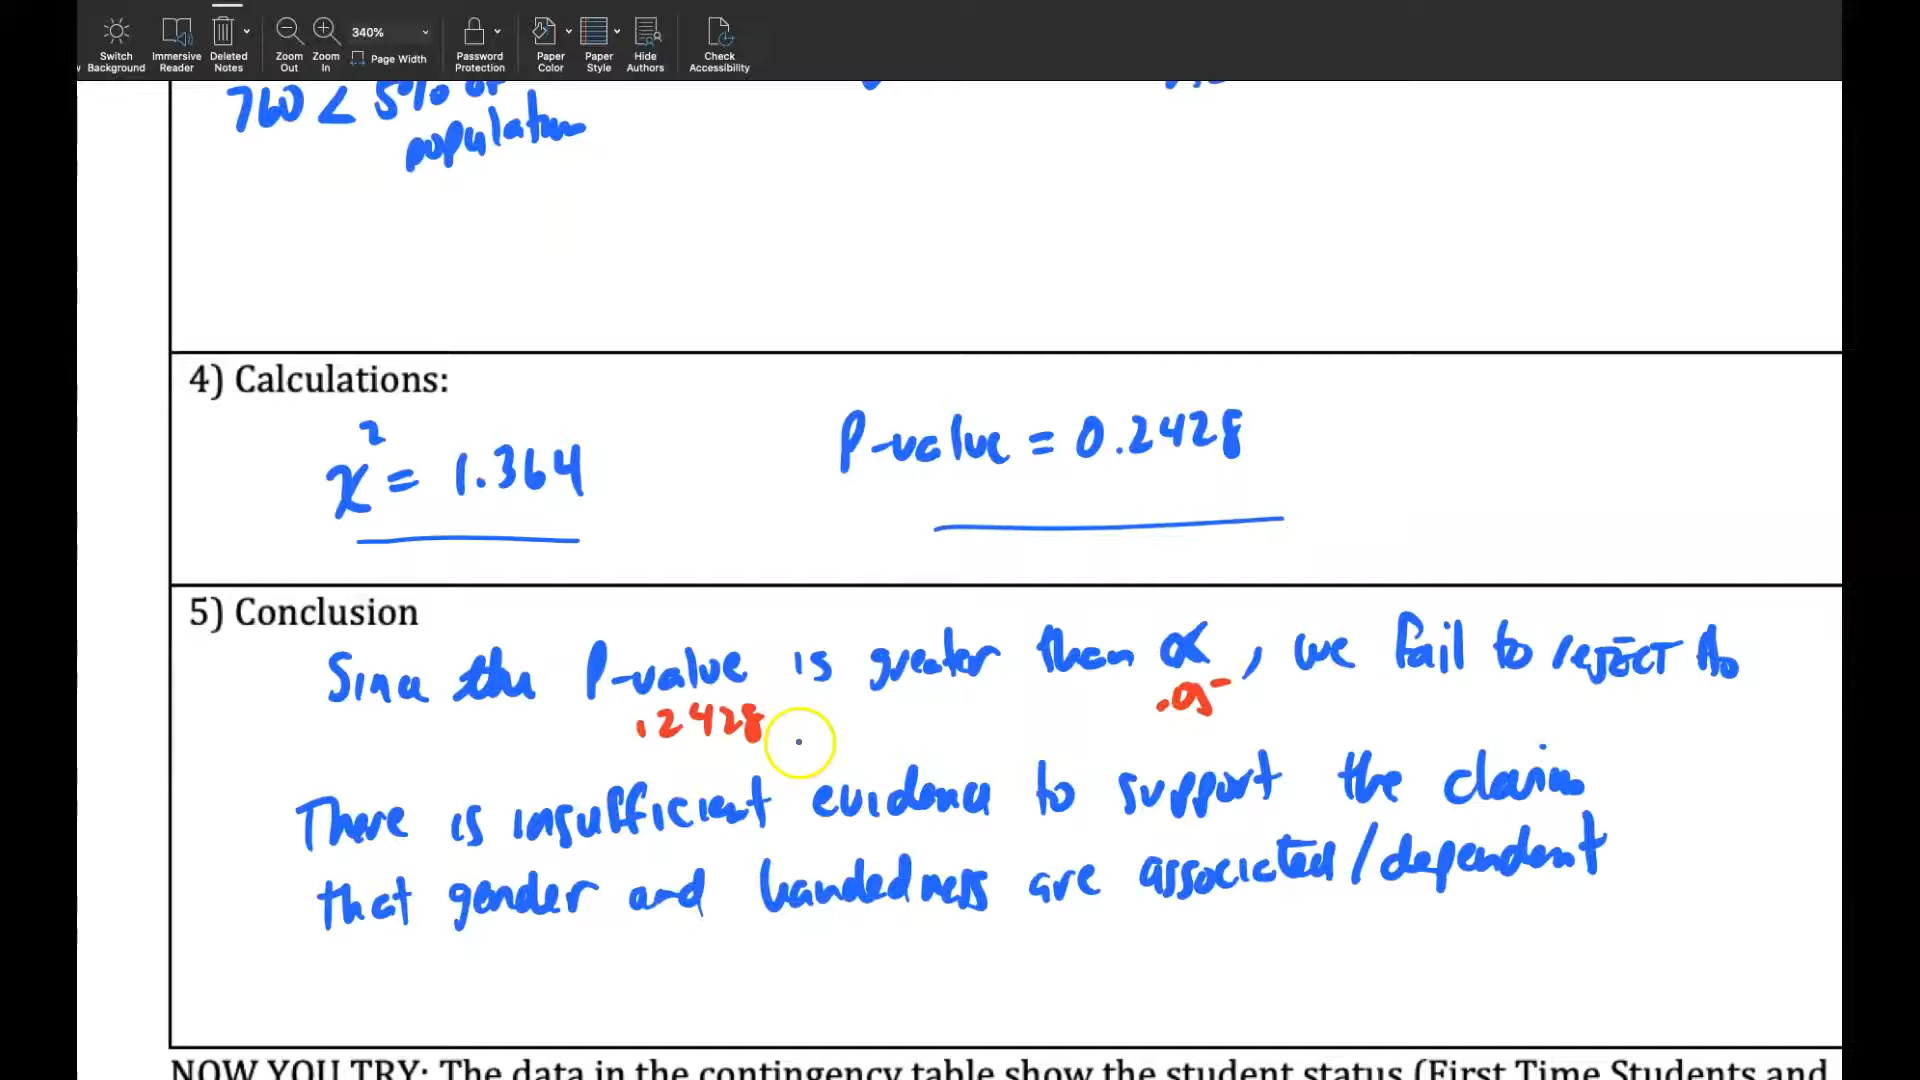 340%
Switch Background
Immersive Reader
Deleted Notes
Zoom Out
Zoom In
Page Width
Password Protection
Paper Color
Paper Style
Hide Authors
Check Accessibility
760 < 5% of
population
4) Calculations:
χ² = 1.364
P-value = 0.2428
5) Conclusion
Since the P-value is greater than α, we fail to reject Ho
.2428 .05
There is insufficient evidence to support the claim
that gender and handedness are associated/dependent
NOW YOU TRY: The data in the contingency table show the student status (First Time Students and